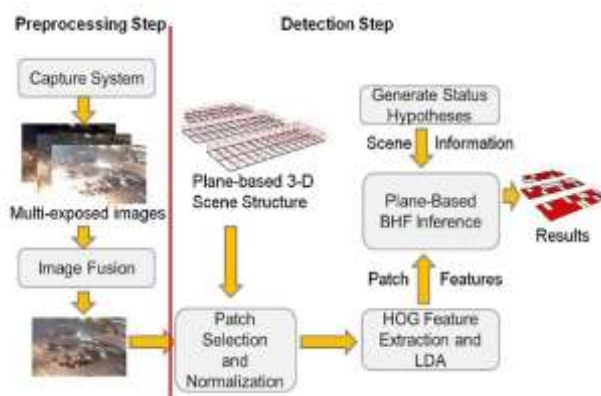 Preprocessing Step
Detection Step
Capture System
Multi-exposed images
Image Fusion
Plane-based 3-D
Scene Structure
Patch
Selection
and
Normalization
Generate Status
Hypotheses
Scene Information
Plane-Based
BHF Inference
Results
Patch Features
HOG Feature
Extraction and
LDA